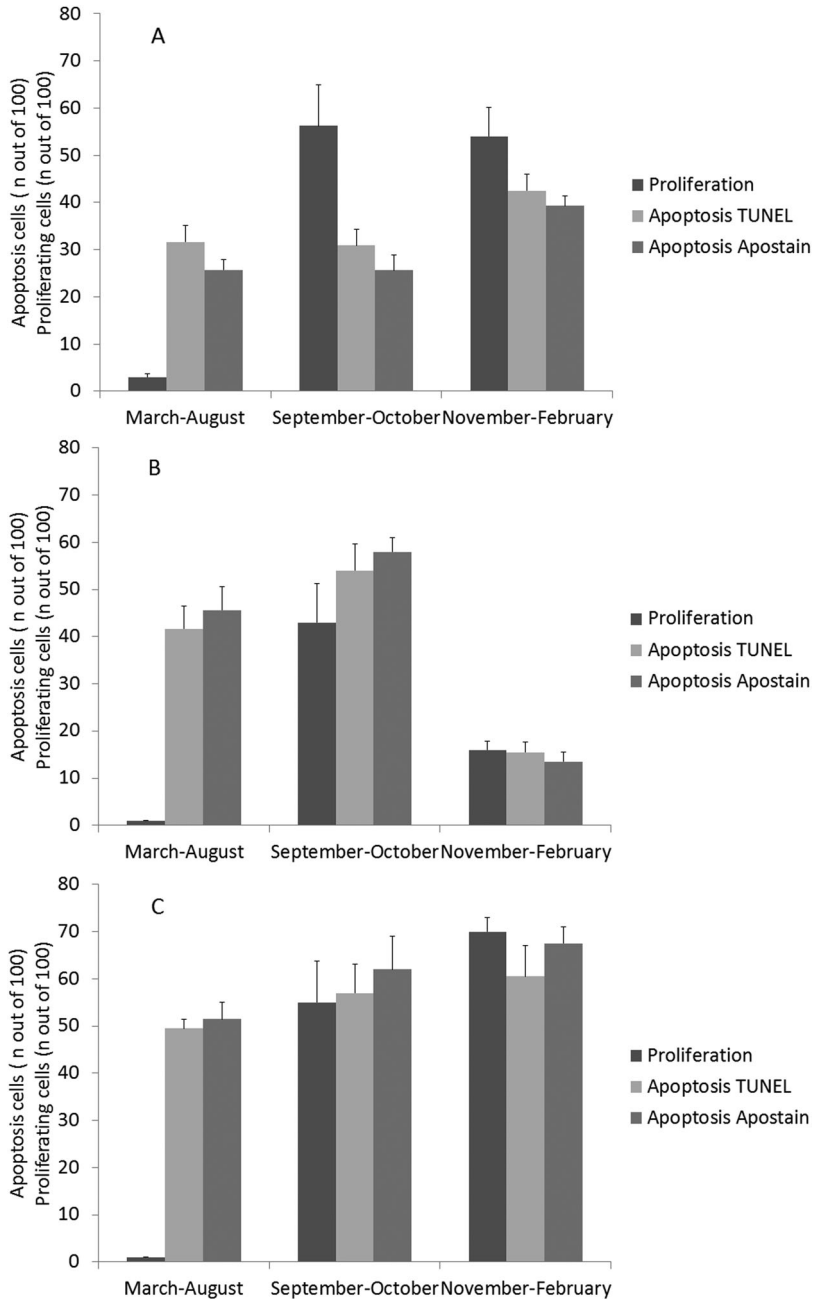 A
Apoptosis cells ( n out of 100)
Proliferating cells (n out of 100)
80
70
60
50
40
30
20
10
0
March-August
September-October
November-February
Proliferation
Apoptosis TUNEL
Apoptosis Apostain
B
Apoptosis cells ( n out of 100)
Proliferating cells (n out of 100)
80
70
60
50
40
30
20
10
0
March-August
September-October
November-February
Proliferation
Apoptosis TUNEL
Apoptosis Apostain
C
Apoptosis cells ( n out of 100)
Proliferating cells (n out of 100)
80
70
60
50
40
30
20
10
0
March-August
September-October
November-February
Proliferation
Apoptosis TUNEL
Apoptosis Apostain